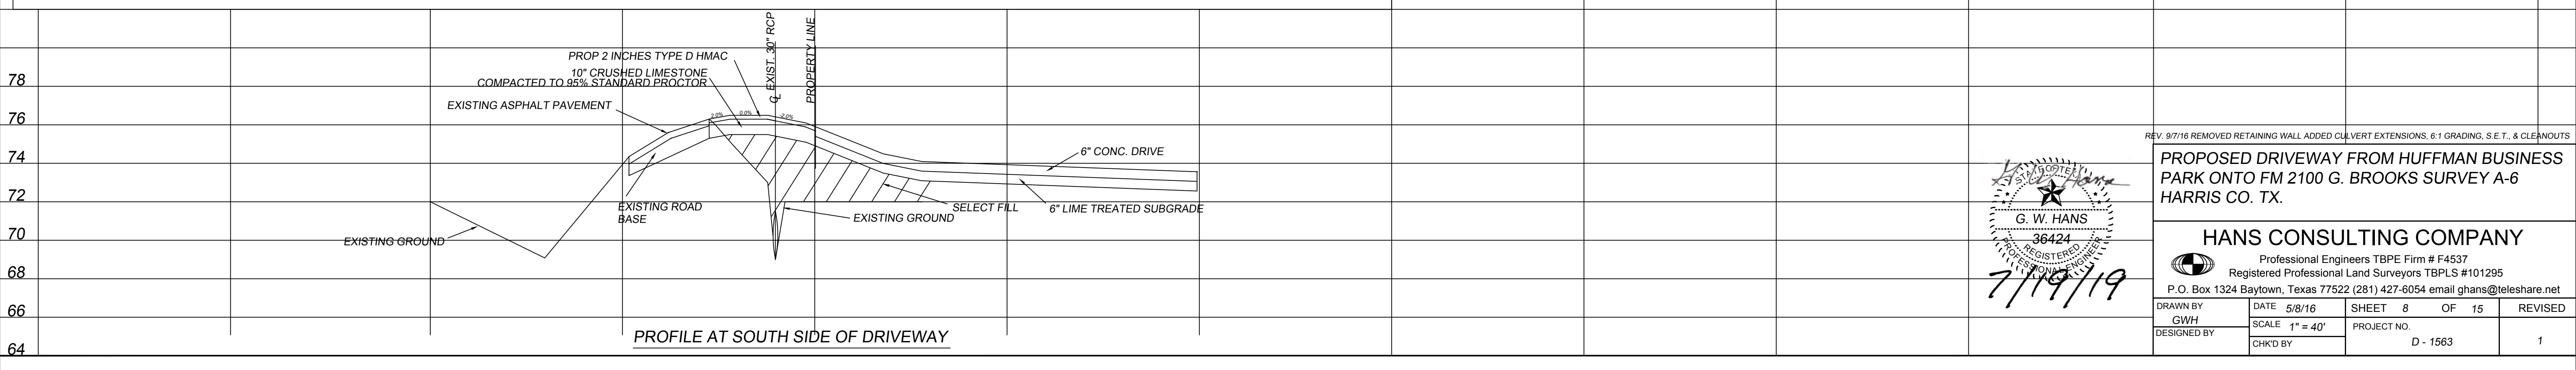 78
76
74
72
70
68
66
64
PROP 2 INCHES TYPE D HMAC
10" CRUSHED LIMESTONE
COMPACTED TO 95% STANDARD PROCTOR
EXISTING ASPHALT PAVEMENT
℄ EXIST. 30" RCP
PROPERTY LINE
2.0%
0.0%
-2.0%
6" CONC. DRIVE
EXISTING ROAD
BASE
SELECT FILL
6" LIME TREATED SUBGRADE
EXISTING GROUND
EXISTING GROUND
PROFILE AT SOUTH SIDE OF DRIVEWAY
STATE OF TEXAS
G. W. HANS
36424
REGISTERED
PROFESSIONAL ENGINEER
7/19/19
REV. 9/7/16 REMOVED RETAINING WALL ADDED CULVERT EXTENSIONS, 6:1 GRADING, S.E.T., & CLEANOUTS
PROPOSED DRIVEWAY FROM HUFFMAN BUSINESS
PARK ONTO FM 2100 G. BROOKS SURVEY A-6
HARRIS CO. TX.
HANS CONSULTING COMPANY
Professional Engineers TBPE Firm # F4537
Registered Professional Land Surveyors TBPLS #101295
P.O. Box 1324 Baytown, Texas 77522 (281) 427-6054 email ghans@teleshare.net
DRAWN BY
GWH
DESIGNED BY
DATE 5/8/16
SCALE 1" = 40'
CHK'D BY
SHEET 8 OF 15
PROJECT NO.
D - 1563
REVISED
1